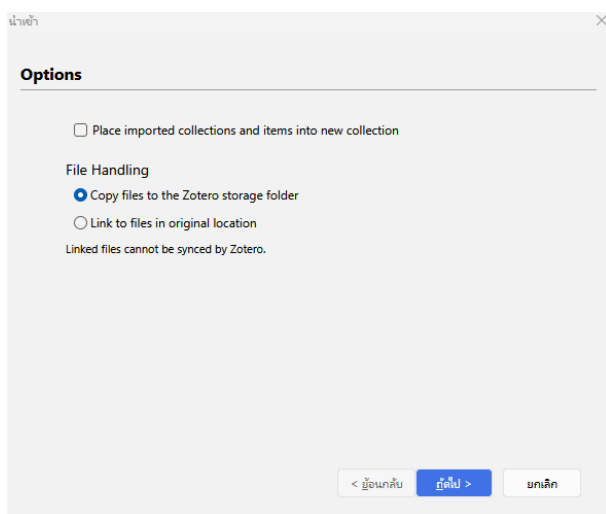 นำเข้า
Options
Place imported collections and items into new collection
File Handling
Copy files to the Zotero storage folder
Link to files in original location
Linked files cannot be synced by Zotero.
< ย้อนกลับ
ถัดไป >
ยกเลิก